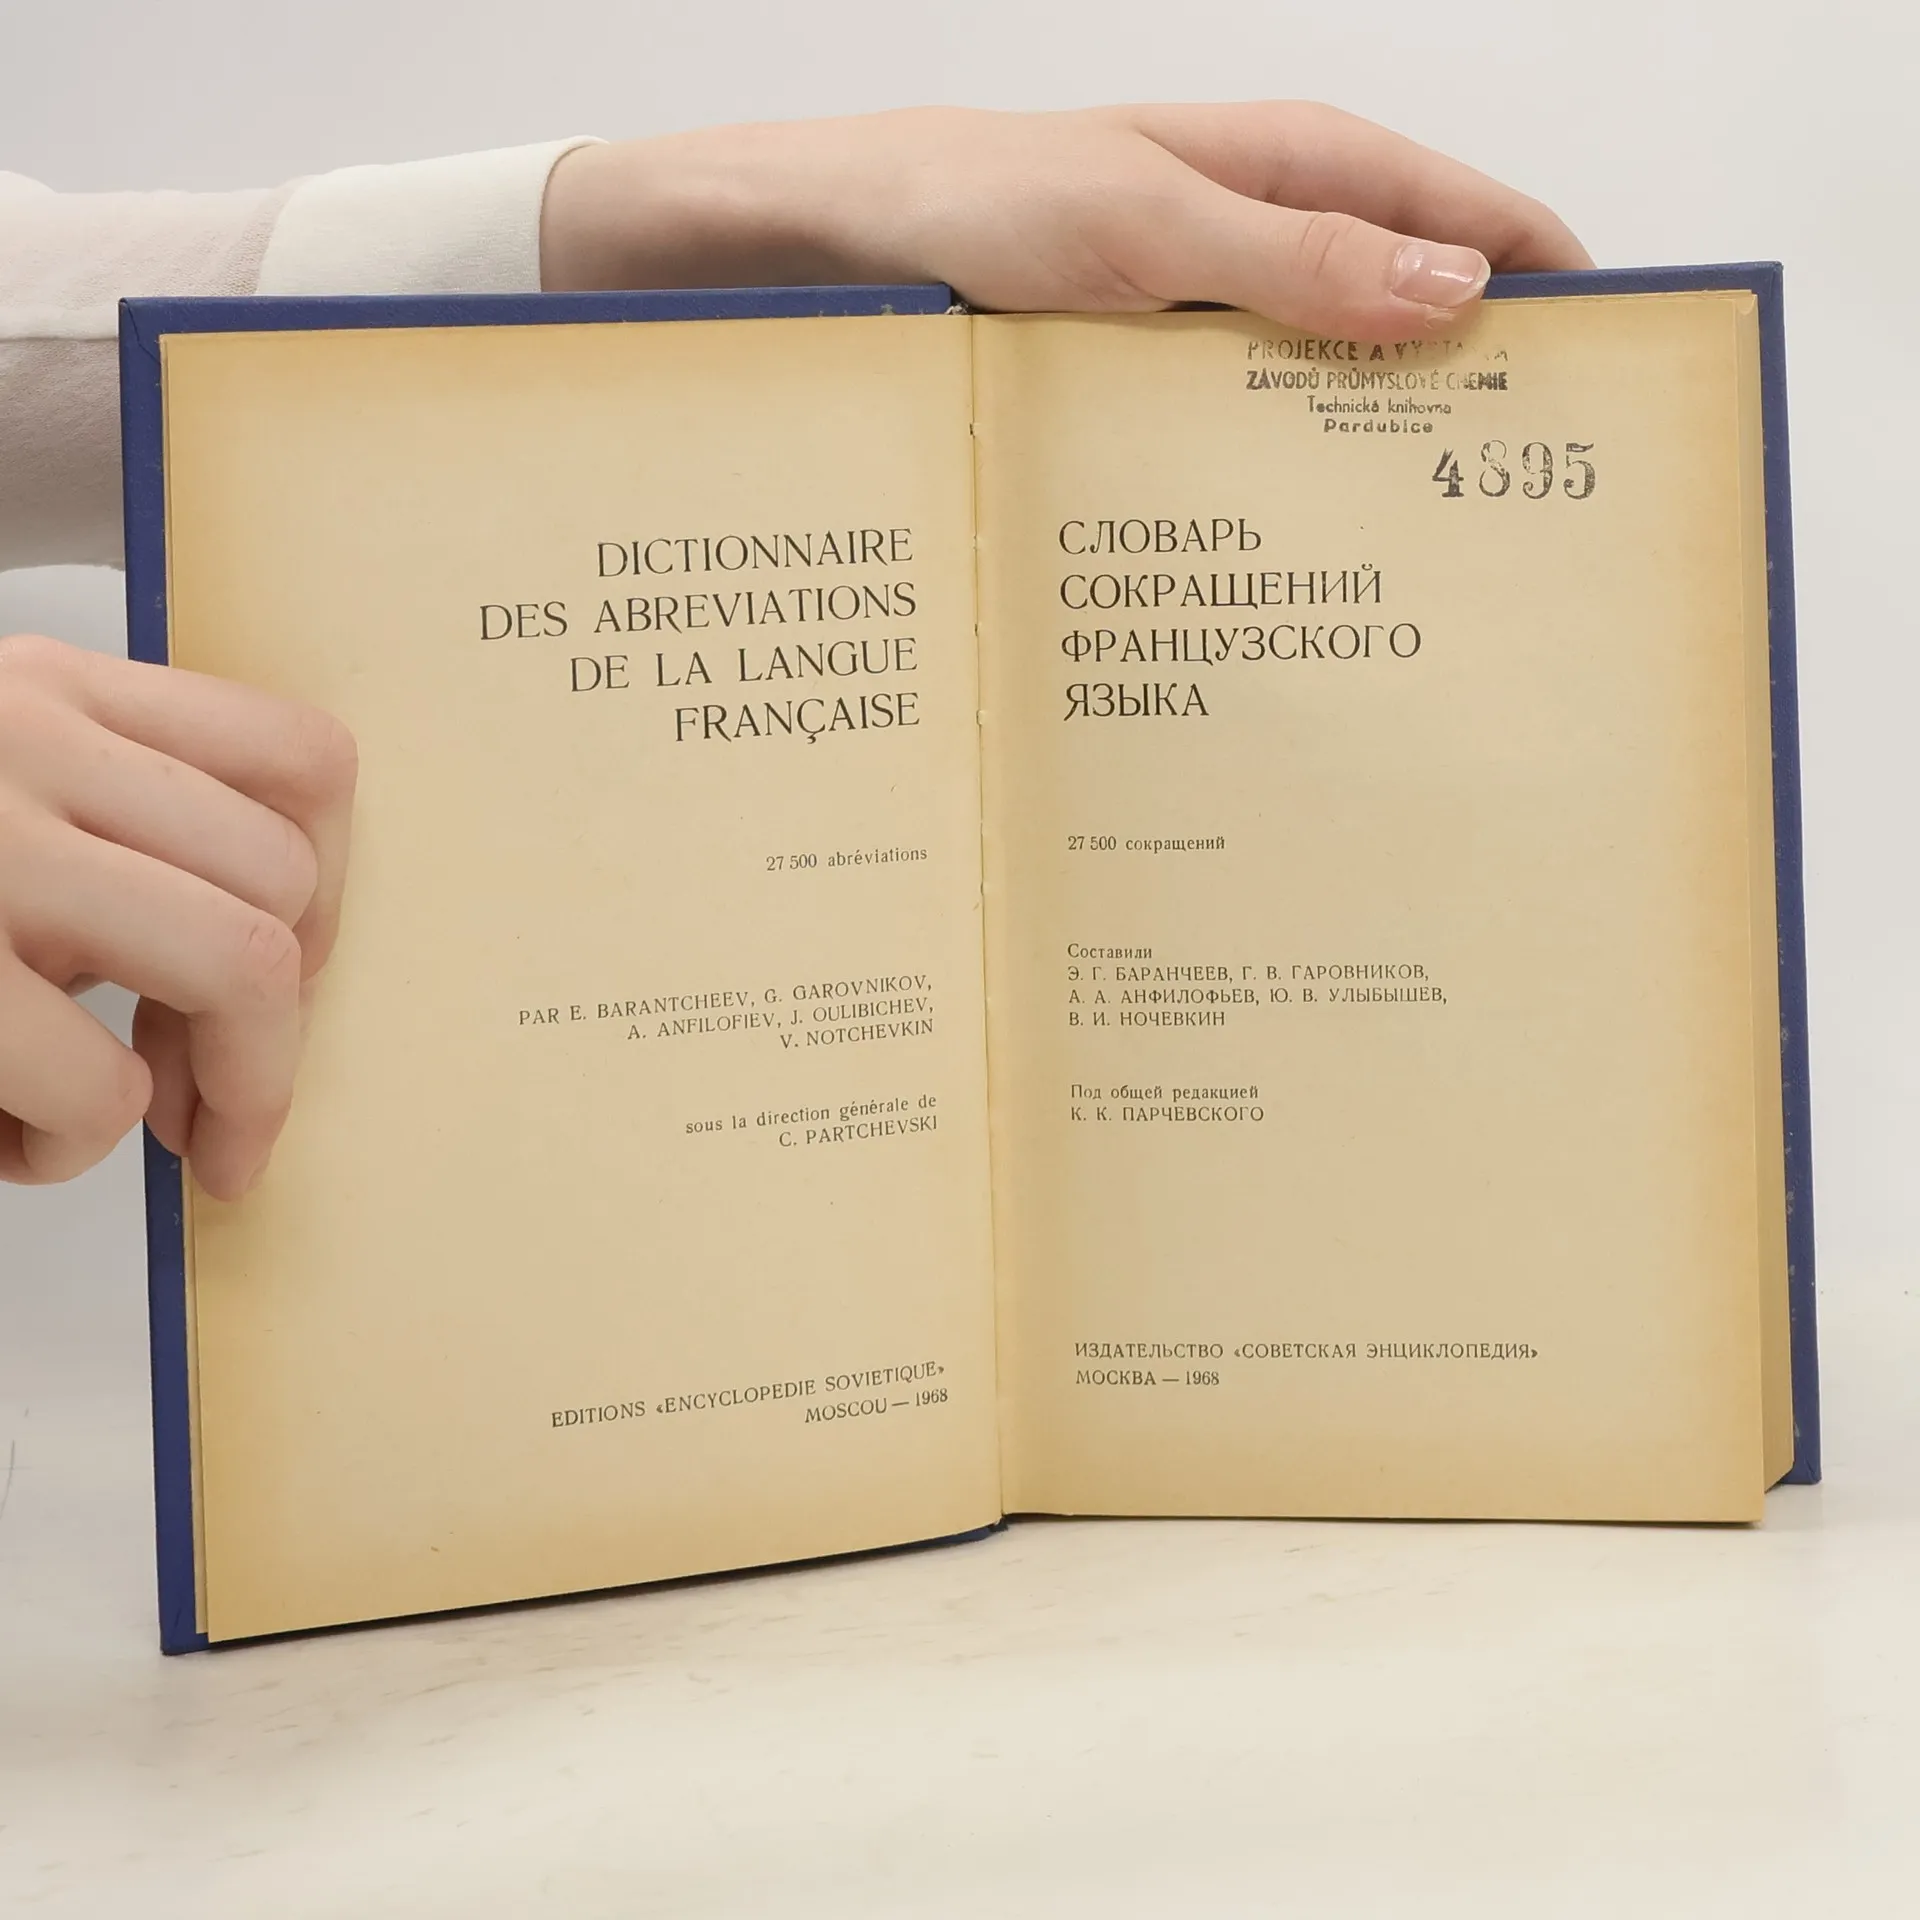 DICTIONNAIRE
DES ABREVIATIONS
DE LA LANGUE
FRANÇAISE
27 500 abréviations
PAR E. BARANTCHEEV, G. GAROVNIKOV,
A. ANFILOFIEV, J. OULIBICHEV,
V. NOTCHEVKIN
sous la direction générale de
C. PARTCHEVSKI
EDITIONS «ENCYCLOPEDIE SOVIETIQUE»
MOSCOU — 1968
PROJEKCE A
ZÁVODŮ PRŮMYSLOVÉ CHEMIE
Technická knihovna
Pardubice
4895
СЛОВАРЬ
СОКРАЩЕНИЙ
ФРАНЦУЗСКОГО
ЯЗЫКА
27 500 сокращений
Составили
Э. Г. БАРАНЧЕЕВ, Г. В. ГАРОВНИКОВ,
А. А. АНФИЛОФЬЕВ, Ю. В. УЛЫБЫШЕВ,
В. И. НОЧЕВКИН
Под общей редакцией
К. К. ПАРЧЕВСКОГО
ИЗДАТЕЛЬСТВО «СОВЕТСКАЯ ЭНЦИКЛОПЕДИЯ»
МОСКВА — 1968